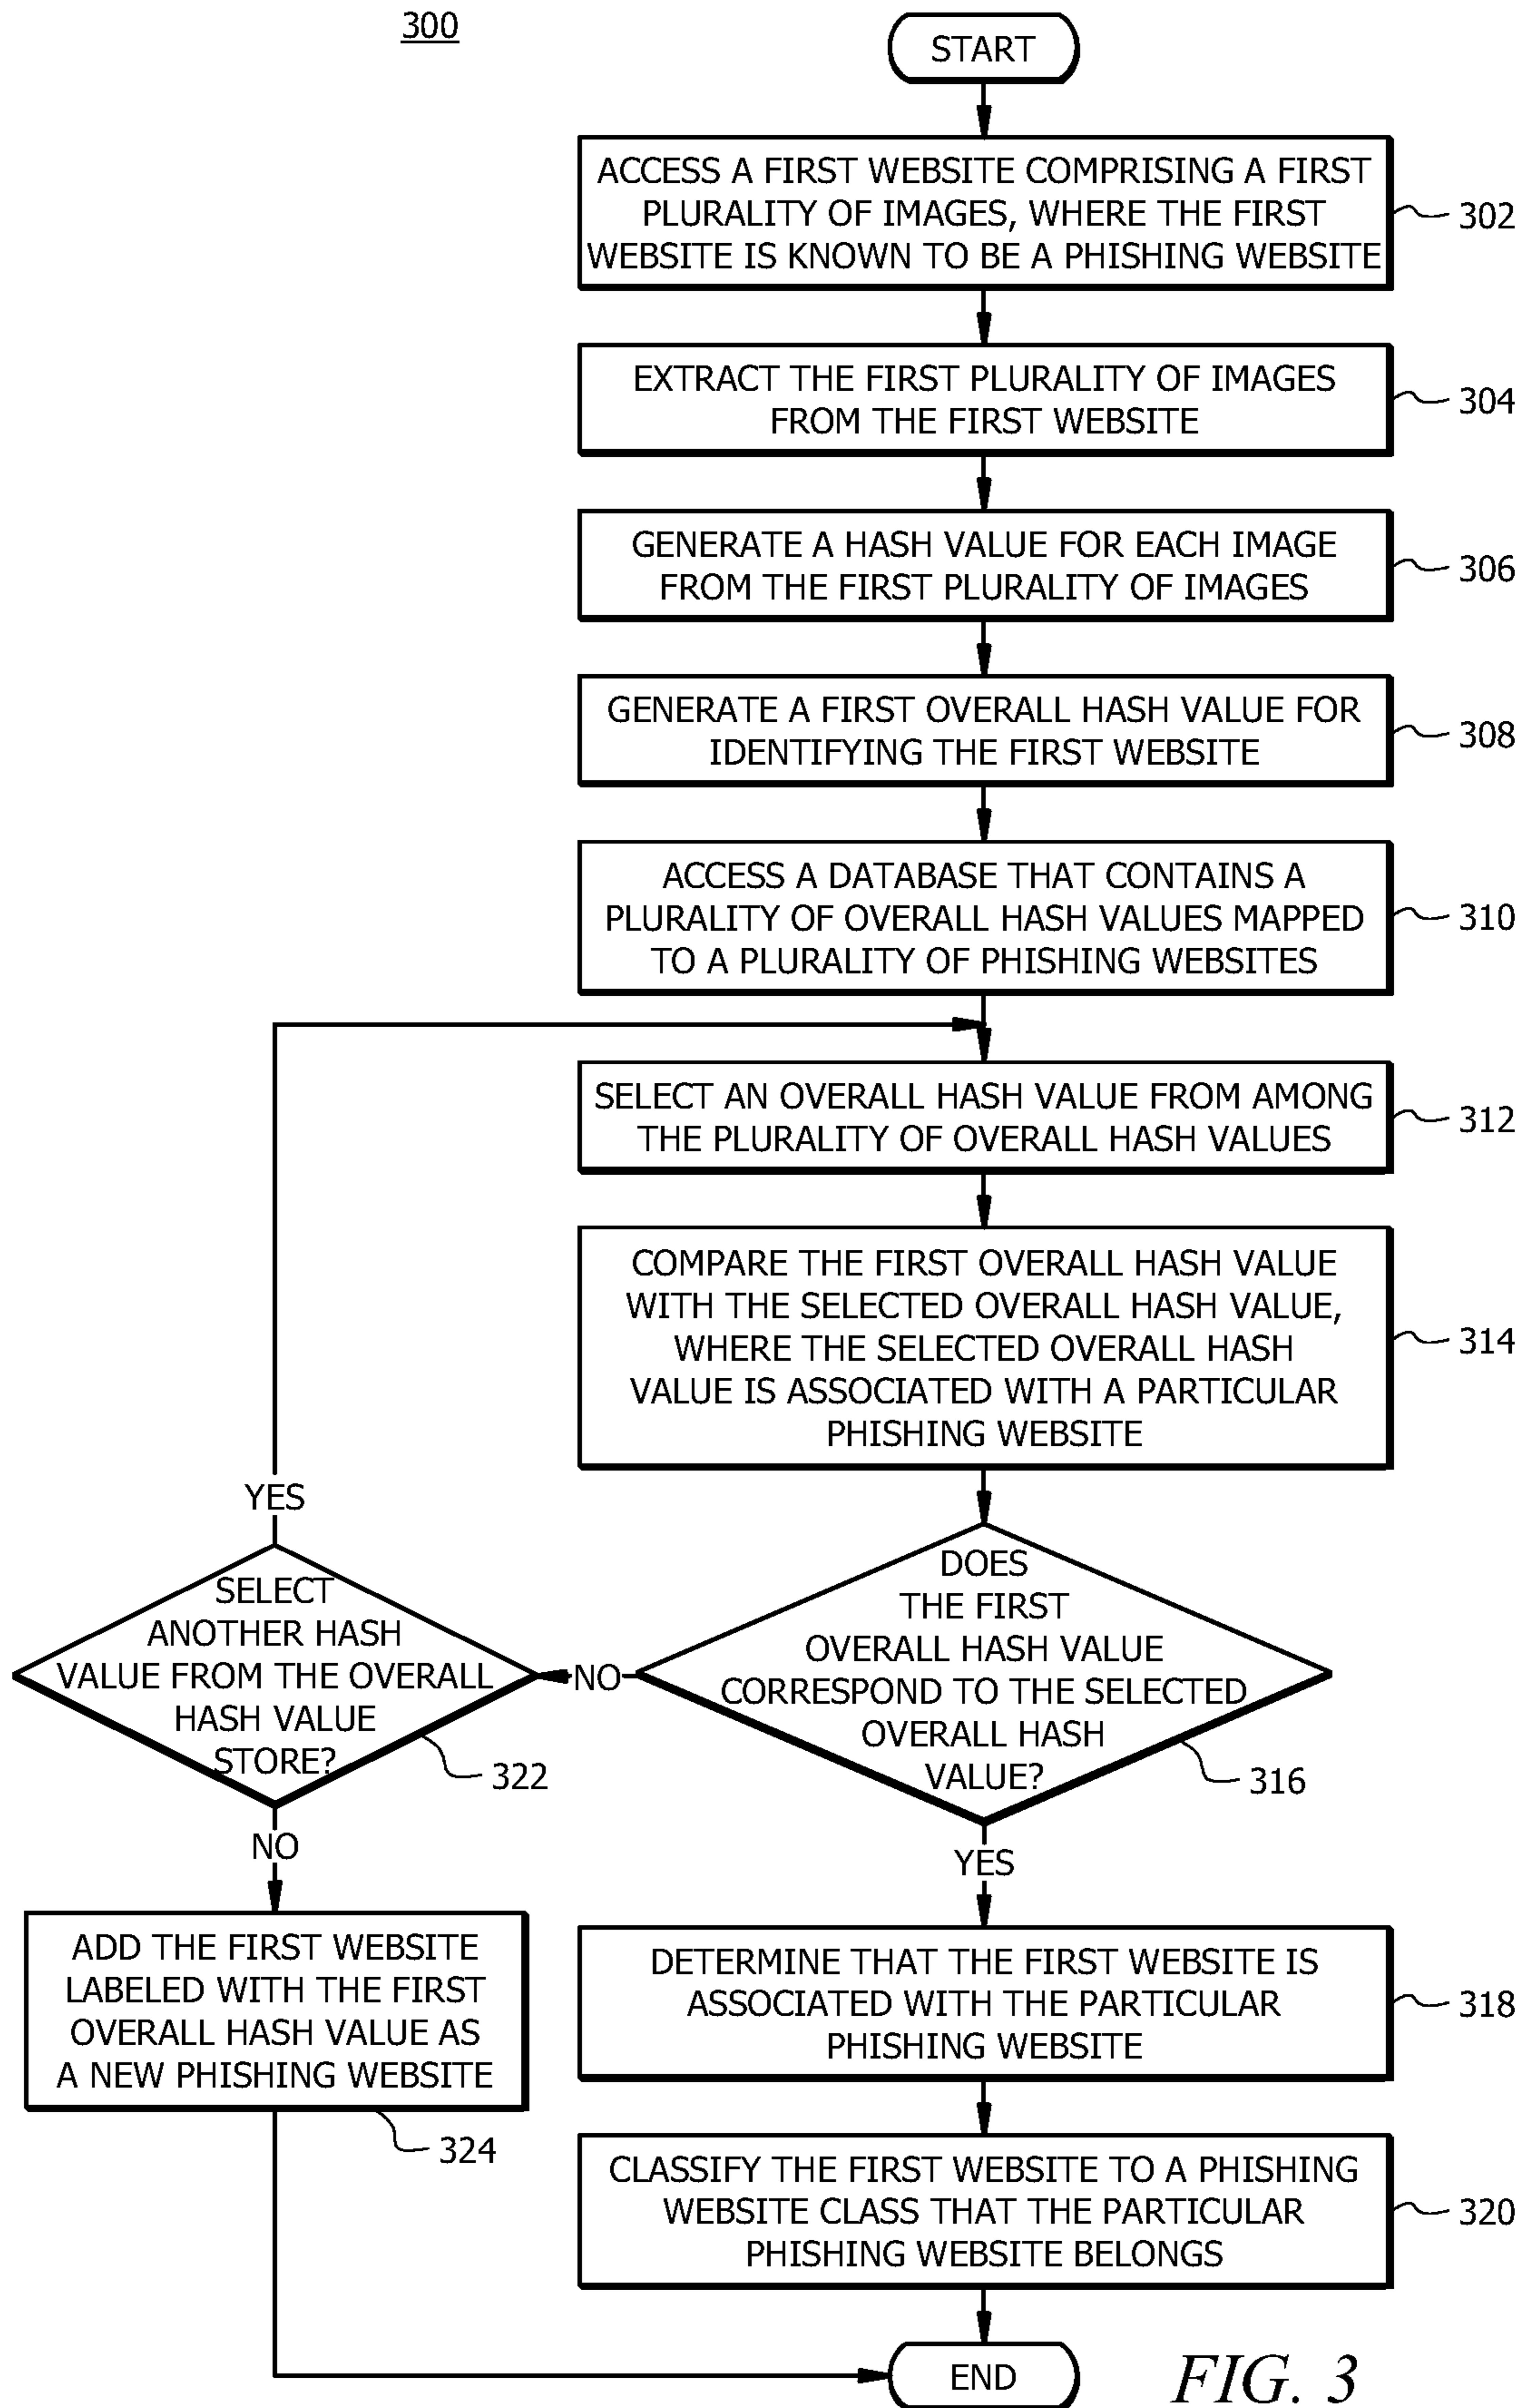 300
START
ACCESS A FIRST WEBSITE COMPRISING A FIRST
PLURALITY OF IMAGES, WHERE THE FIRST
WEBSITE IS KNOWN TO BE A PHISHING WEBSITE
302
EXTRACT THE FIRST PLURALITY OF IMAGES
FROM THE FIRST WEBSITE
304
GENERATE A HASH VALUE FOR EACH IMAGE
FROM THE FIRST PLURALITY OF IMAGES
306
GENERATE A FIRST OVERALL HASH VALUE FOR
IDENTIFYING THE FIRST WEBSITE
308
ACCESS A DATABASE THAT CONTAINS A
PLURALITY OF OVERALL HASH VALUES MAPPED
TO A PLURALITY OF PHISHING WEBSITES
310
SELECT AN OVERALL HASH VALUE FROM AMONG
THE PLURALITY OF OVERALL HASH VALUES
312
COMPARE THE FIRST OVERALL HASH VALUE
WITH THE SELECTED OVERALL HASH VALUE,
WHERE THE SELECTED OVERALL HASH
VALUE IS ASSOCIATED WITH A PARTICULAR
PHISHING WEBSITE
314
DOES
THE FIRST
OVERALL HASH VALUE
CORRESPOND TO THE SELECTED
OVERALL HASH
VALUE?
316
NO
YES
SELECT
ANOTHER HASH
VALUE FROM THE OVERALL
HASH VALUE
STORE?
322
NO
YES
ADD THE FIRST WEBSITE
LABELED WITH THE FIRST
OVERALL HASH VALUE AS
A NEW PHISHING WEBSITE
324
DETERMINE THAT THE FIRST WEBSITE IS
ASSOCIATED WITH THE PARTICULAR
PHISHING WEBSITE
318
CLASSIFY THE FIRST WEBSITE TO A PHISHING
WEBSITE CLASS THAT THE PARTICULAR
PHISHING WEBSITE BELONGS
320
END
FIG. 3